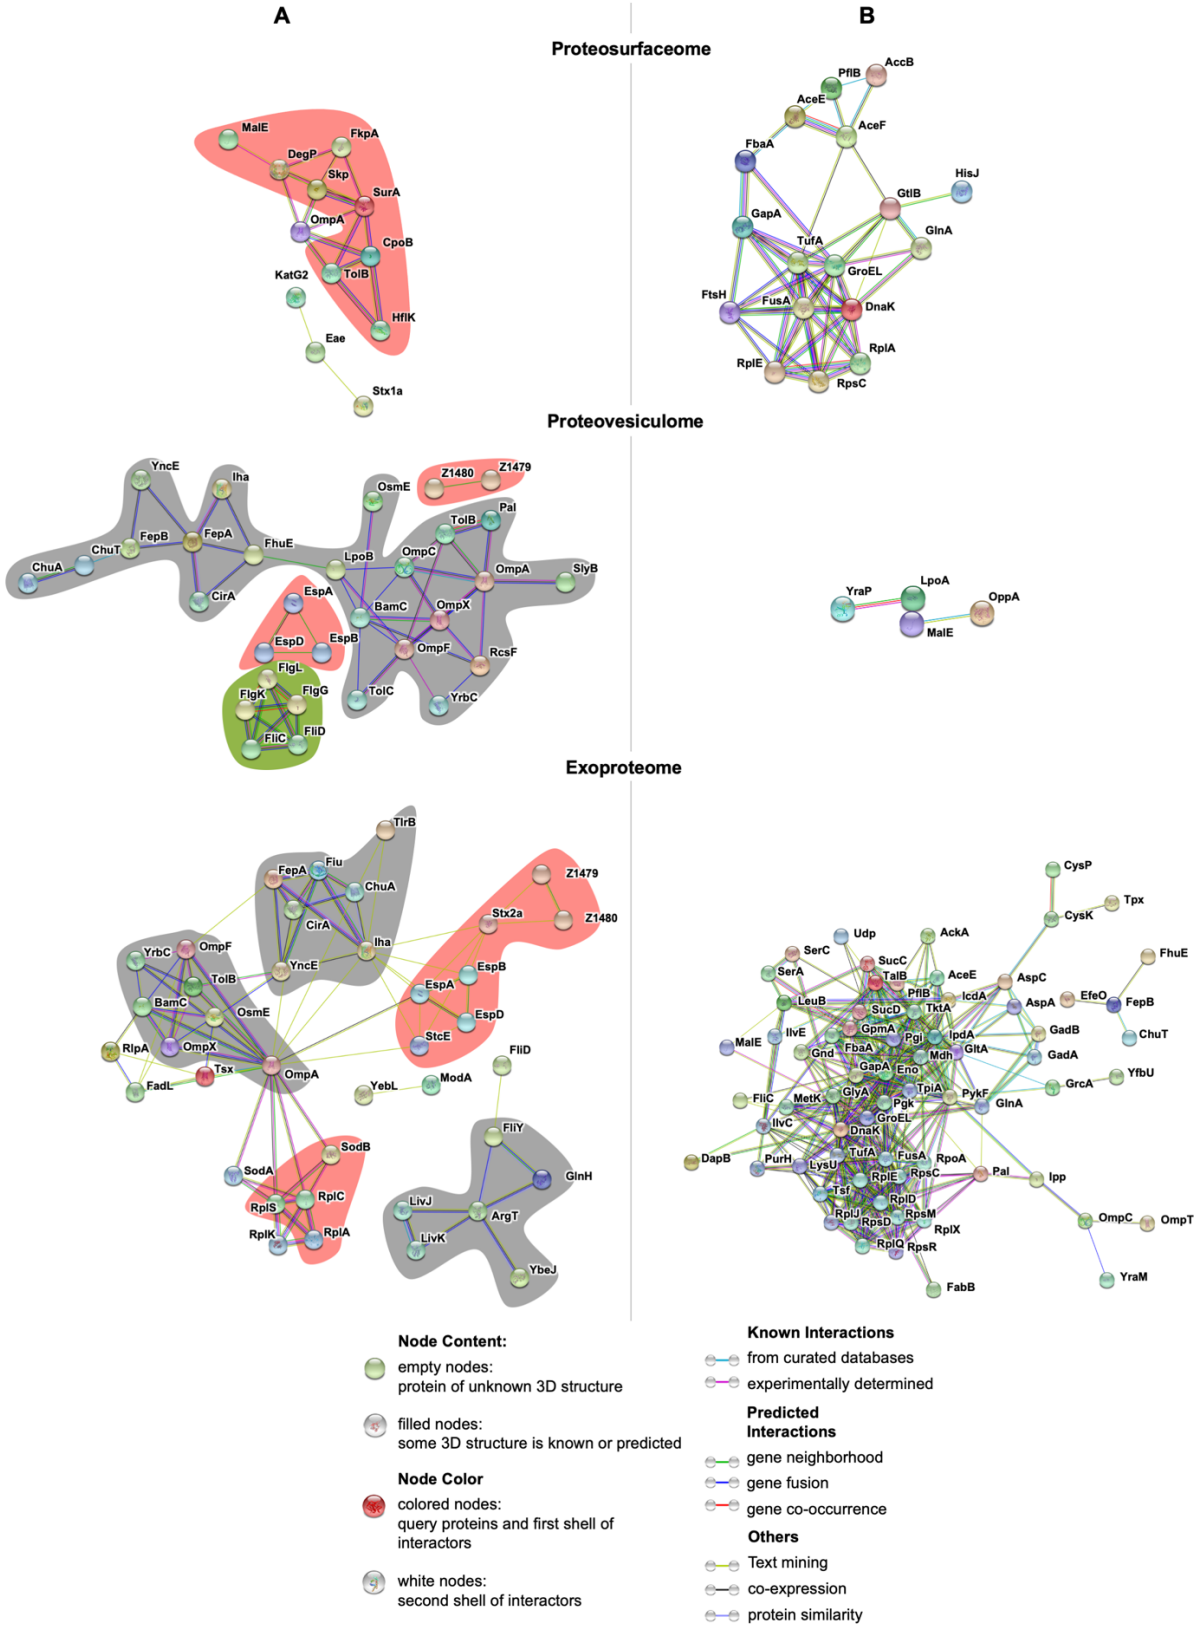 A
B
Proteosurfaceome
MalE
FkpA
DegP
Skp
SurA
OmpA
CpoB
TolB
KatG2
HflK
Eae
Stx1a
AccB
PflB
AceE
AceF
FbaA
HisJ
GtlB
GapA
GlnA
TufA
GroEL
FtsH
FusA
DnaK
RplA
RplE
RpsC
Proteovesiculome
YncE
Iha
OsmE
Z1480
Z1479
Pal
TolB
ChuT
FepB
FepA
FhuE
OmpC
ChuA
LpoB
OmpA
SlyB
CirA
EspA
BamC
OmpX
EspD
EspB
OmpF
RcsF
FlgL
FlgK
FlgG
TolC
YrbC
FliC
FliD
LpoA
YraP
OppA
MalE
Exoproteome
TlrB
FepA
Fiu
ChuA
Z1479
Stx2a
Z1480
CirA
OmpF
Iha
YrbC
TolB
YncE
EspB
EspA
BamC
OsmE
EspD
OmpX
StcE
RlpA
Tsx
OmpA
FliD
FadL
YebL
ModA
FliY
SodB
SodA
GlnH
RplS
RplC
LivJ
ArgT
RplK
RplA
LivK
YbeJ
CysP
Tpx
CysK
Udp
AckA
SerC
FhuE
SucC
SerA
TalB
AceE
AspC
PflB
IcdA
LeuB
AspA
EfeO
FepB
SucD
TktA
GpmA
IlvE
Pgi
IpdA
GadB
ChuT
MalE
Gnd
FbaA
Mdh
GltA
GadA
GapA
Eno
GrcA
YfbU
GlyA
TpiA
PykF
FliC
MetK
Pgk
GlnA
GroEL
IlvC
DnaK
DapB
PurH
LysU
TufA
FusA
RpoA
RplE
RpsC
Pal
Ipp
Tsf
RplD
RplJ
RpsD
RpsM
RplX
OmpC
OmpT
RplQ
RpsR
YraM
FabB
Node Content:
empty nodes:
protein of unknown 3D structure
filled nodes:
some 3D structure is known or predicted
Node Color
colored nodes:
query proteins and first shell of
interactors
white nodes:
second shell of interactors
Known Interactions
from curated databases
experimentally determined
Predicted
Interactions
gene neighborhood
gene fusion
gene co-occurrence
Others
Text mining
co-expression
protein similarity